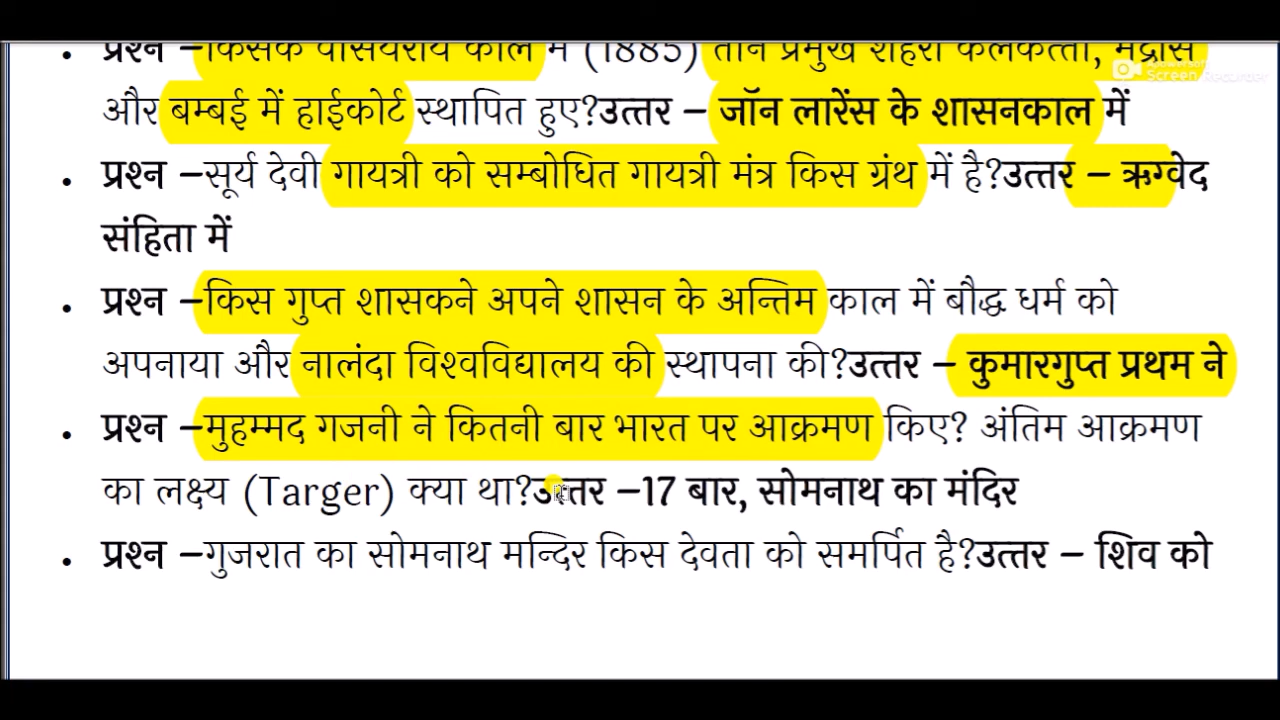 प्रश्न –किसके वायसराय काल में (1885) तीन प्रमुख शहरों कलकत्ता, मद्रास
और बम्बई में हाईकोर्ट स्थापित हुए?उत्तर – जॉन लारेंस के शासनकाल में
प्रश्न –सूर्य देवी गायत्री को सम्बोधित गायत्री मंत्र किस ग्रंथ में है?उत्तर – ऋग्वेद
संहिता में
प्रश्न –किस गुप्त शासकने अपने शासन के अन्तिम काल में बौद्ध धर्म को
अपनाया और नालंदा विश्वविद्यालय की स्थापना की?उत्तर – कुमारगुप्त प्रथम ने
प्रश्न –मुहम्मद गजनी ने कितनी बार भारत पर आक्रमण किए? अंतिम आक्रमण
का लक्ष्य (Targer) क्या था?उत्तर –17 बार, सोमनाथ का मंदिर
प्रश्न –गुजरात का सोमनाथ मन्दिर किस देवता को समर्पित है?उत्तर – शिव को
Screen Recorder